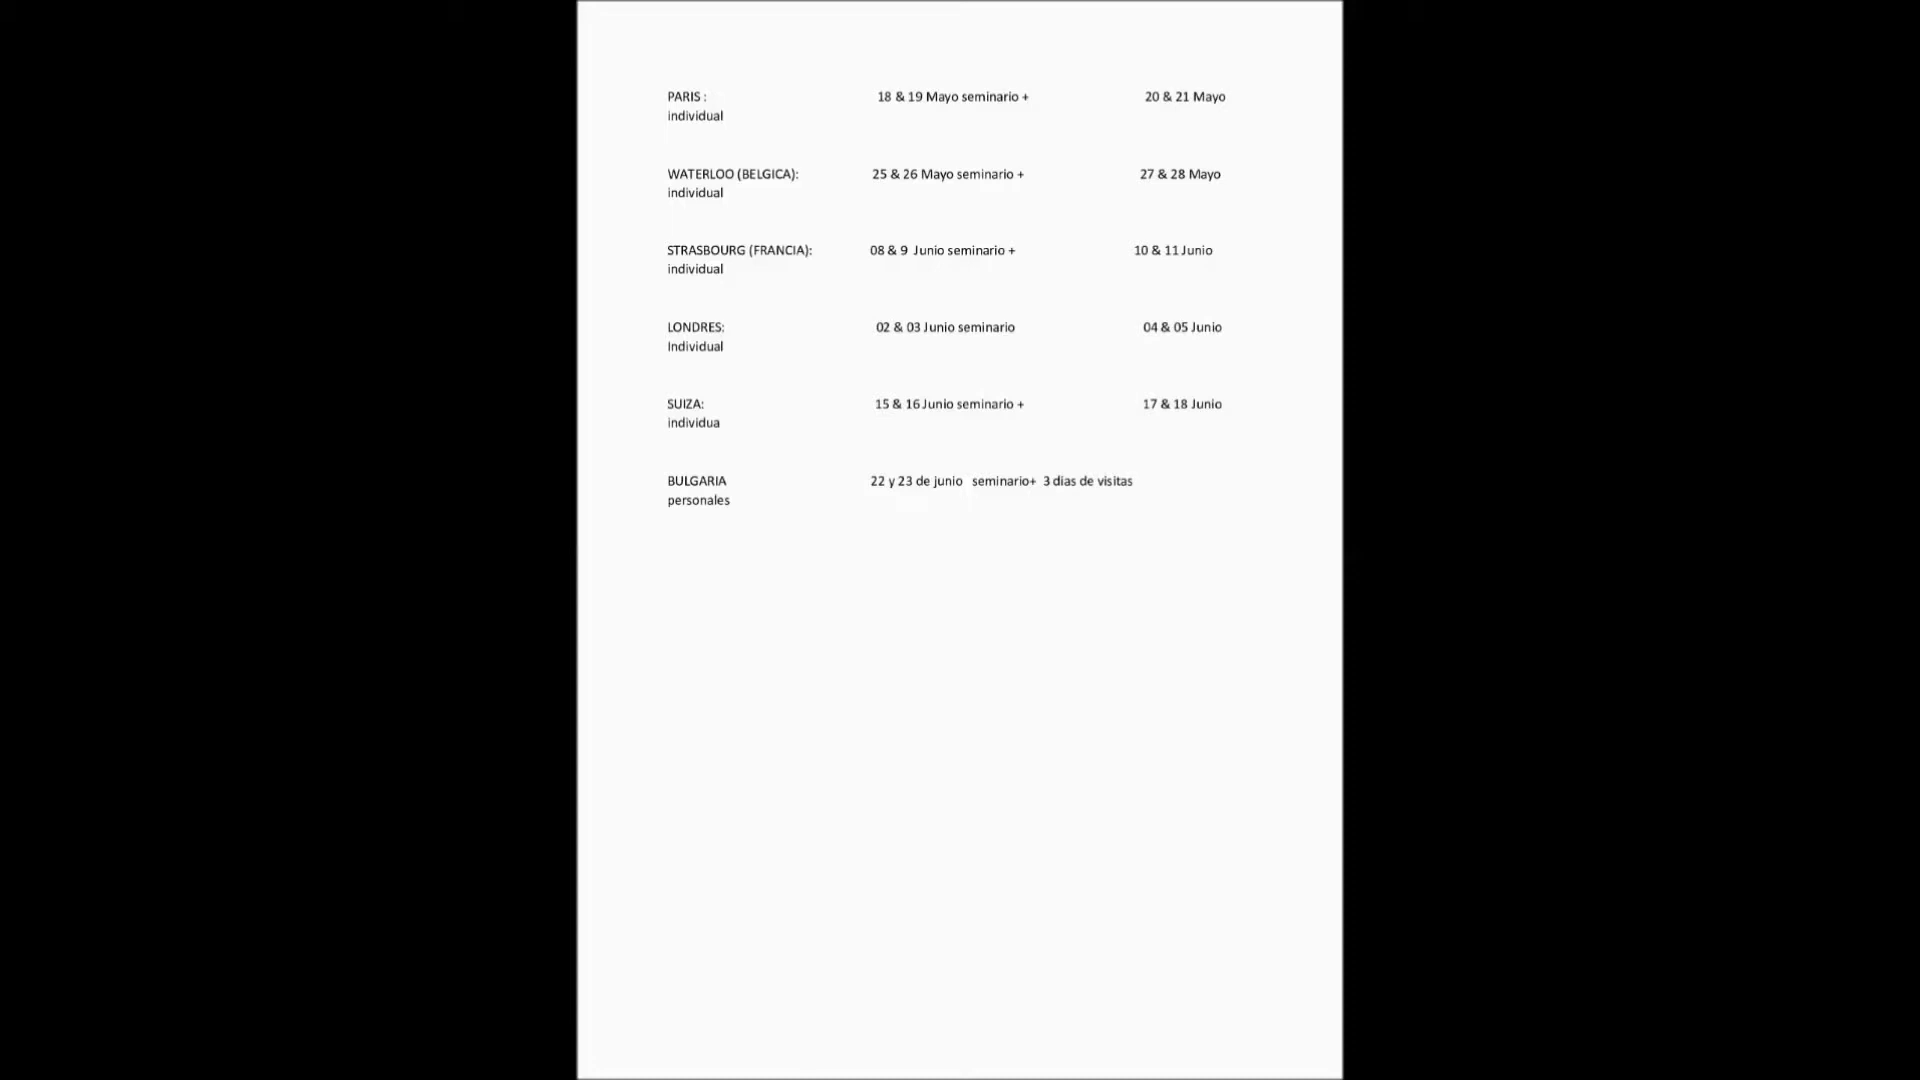 PARIS : 18 & 19 Mayo seminario + 20 & 21 Mayo
individual
WATERLOO (BELGICA): 25 & 26 Mayo seminario + 27 & 28 Mayo
individual
STRASBOURG (FRANCIA): 08 & 9 Junio seminario + 10 & 11 Junio
individual
LONDRES: 02 & 03 Junio seminario 04 & 05 Junio
Individual
SUIZA: 15 & 16 Junio seminario + 17 & 18 Junio
individua
BULGARIA 22 y 23 de junio seminario+ 3 dias de visitas
personales